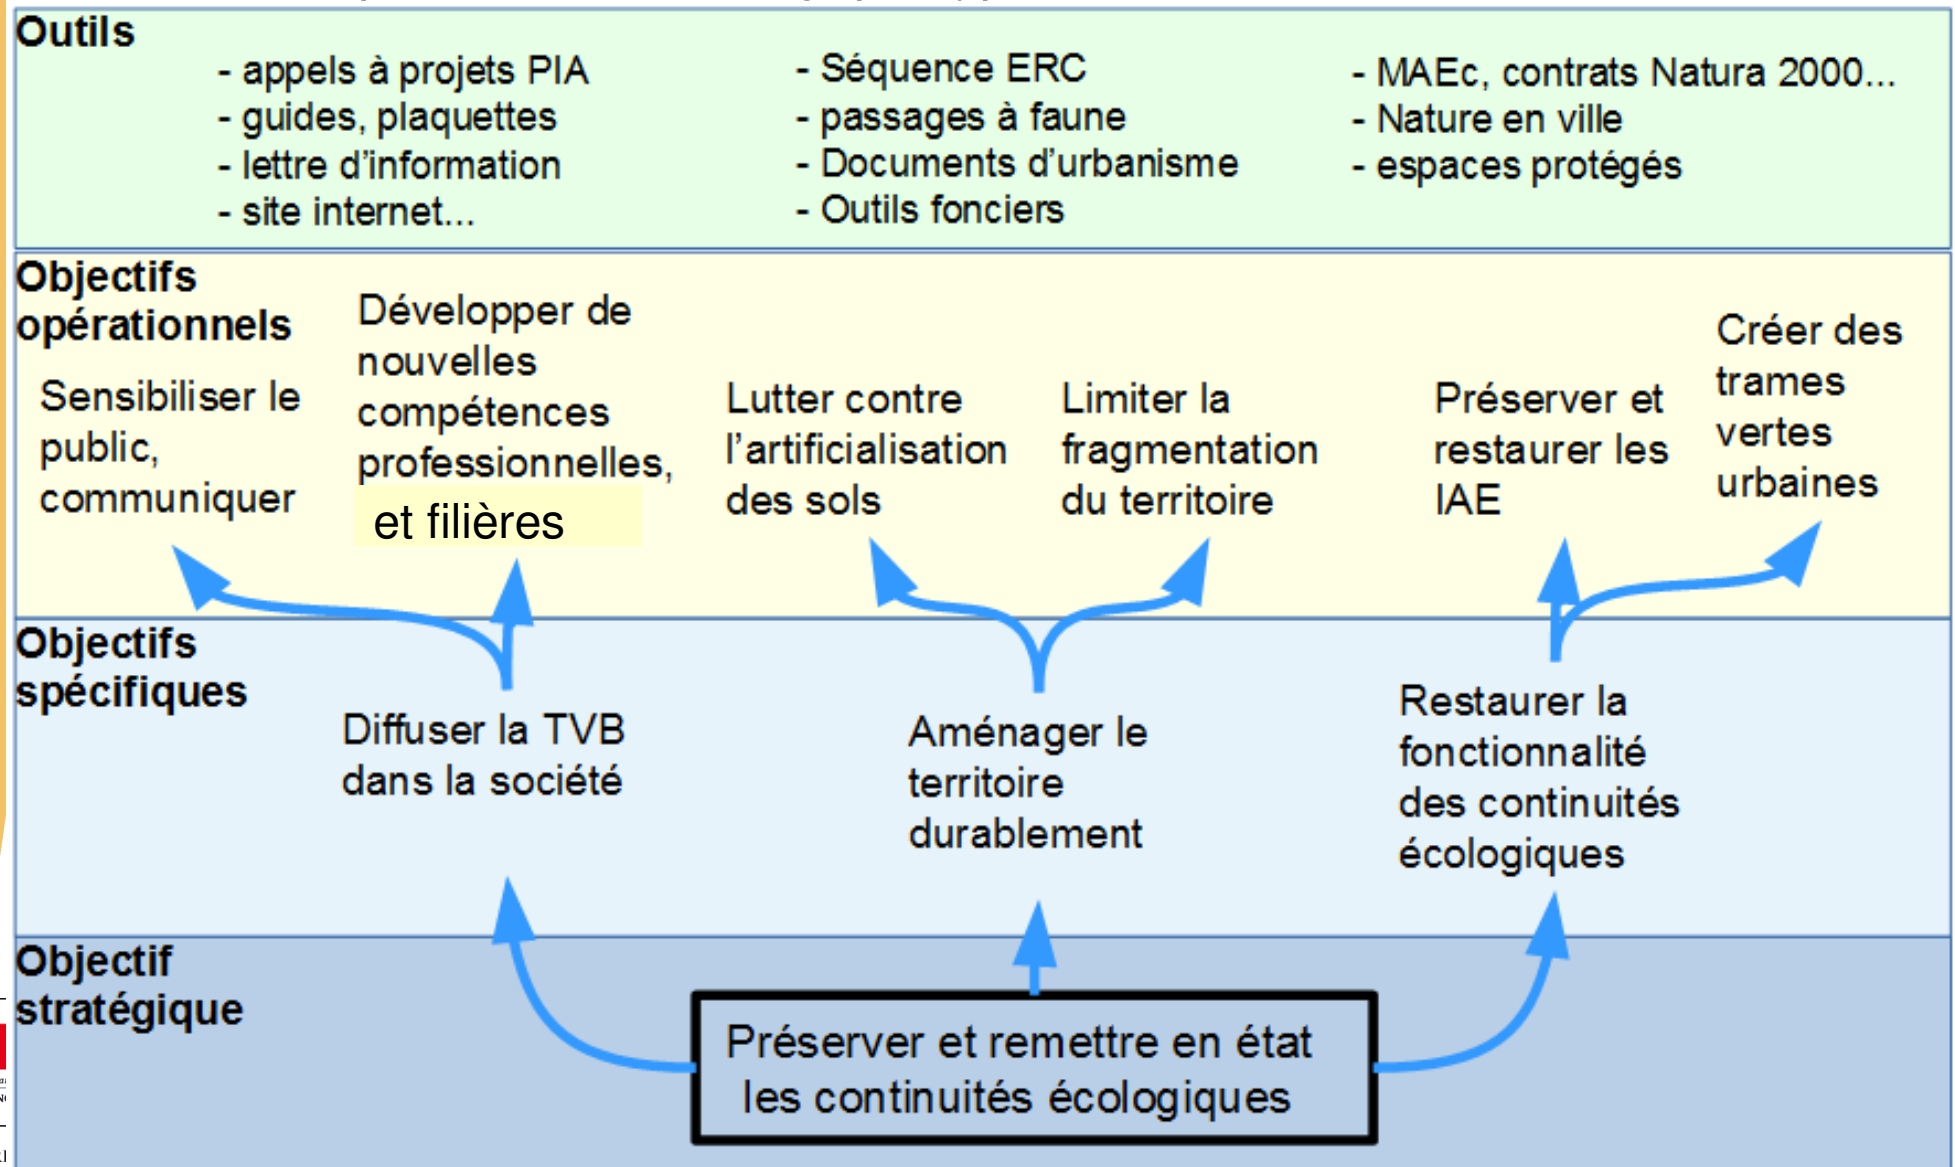 Outils
- appels à projets PIA
- guides, plaquettes
- lettre d'information
- site internet...
- Séquence ERC
- passages à faune
- Documents d'urbanisme
- Outils fonciers
- MAEc, contrats Natura 2000...
- Nature en ville
- espaces protégés
Objectifs
opérationnels
Sensibiliser le
public,
communiquer
Développer de
nouvelles
compétences
professionnelles,
et filières
Lutter contre
l'artificialisation
des sols
Limiter la
fragmentation
du territoire
Préserver et
restaurer les
IAE
Créer des
trames
vertes
urbaines
Objectifs
spécifiques
Diffuser la TVB
dans la société
Aménager le
territoire
durablement
Restaurer la
fonctionnalité
des continuités
écologiques
Objectif
stratégique
Préserver et remettre en état
les continuités écologiques